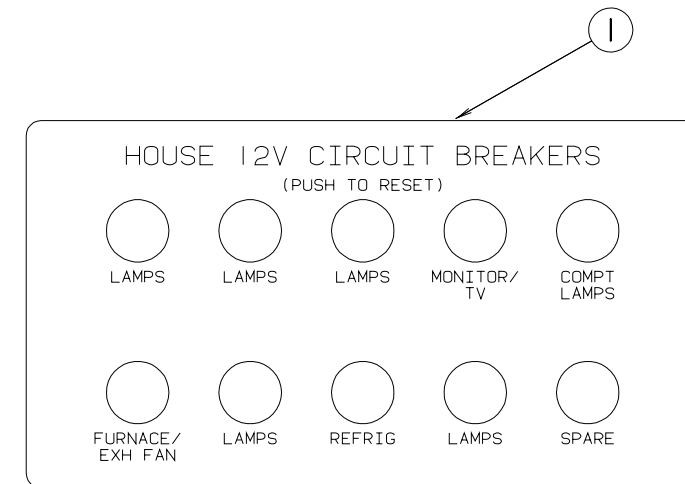 1
HOUSE 12V CIRCUIT BREAKERS
(PUSH TO RESET)
LAMPS LAMPS LAMPS MONITOR/ COMPT
TV LAMPS
FURNACE/ LAMPS REFRIG LAMPS SPARE
EXH FAN